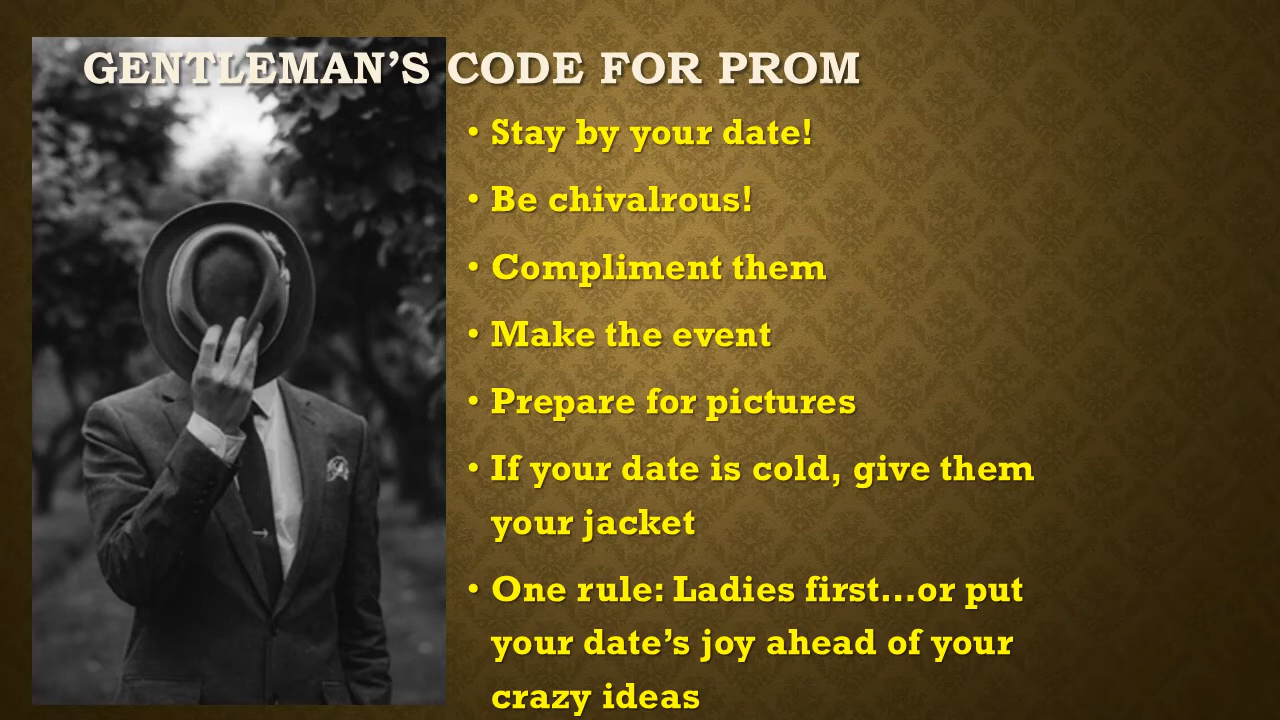 GENTLEMAN’S CODE FOR PROM
• Stay by your date!
• Be chivalrous!
• Compliment them
• Make the event
• Prepare for pictures
• If your date is cold, give them
your jacket
• One rule: Ladies first…or put
your date’s joy ahead of your
crazy ideas